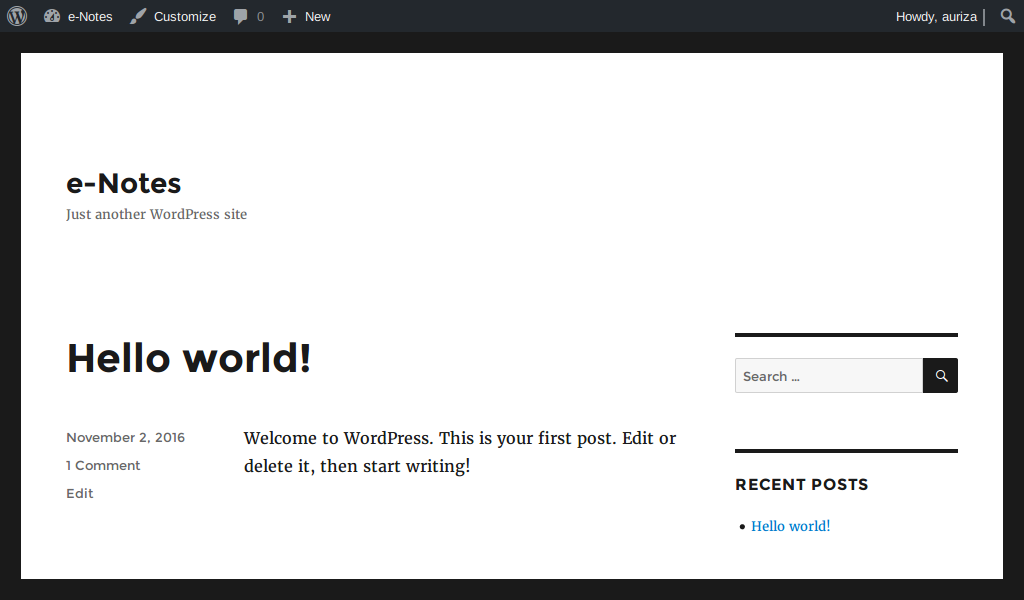 e-Notes Customize 0 New Howdy, auriza
e-Notes
Just another WordPress site
Hello world!
November 2, 2016
1 Comment
Edit
Welcome to WordPress. This is your first post. Edit or
delete it, then start writing!
Search ...
RECENT POSTS
Hello world!